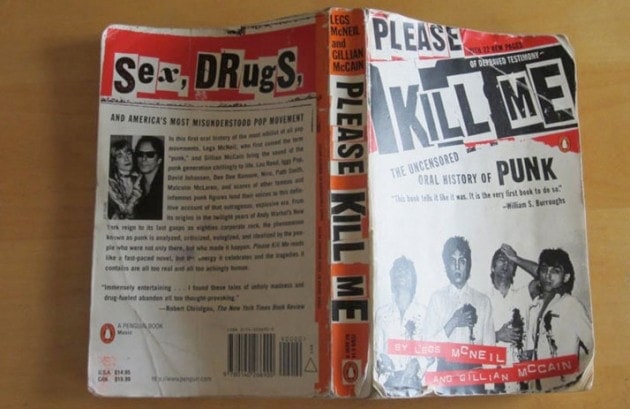 Sex, DRugS,
AND AMERICA'S MOST MISUNDERSTOOD POP MOVEMENT
In this first oral history of the most nihilist of all pop
movements, Legs McNeil, who first coined the term
"punk," and Gillian McCain bring the sound of the
punk generation chillingly to life. Lou Reed, Iggy Pop,
David Johansen, Dee Dee Ramone, Nico, Patti Smith,
Malcolm McLaren, and scores of other famous and
infamous punk figures lend their voices to this defin-
itive account of that outrageous, explosive era. From
its origins in the twilight years of Andy Warhol's New
York reign to its last gasps as eighties corporate rock, the phenomenon
known as punk is analyzed, criticized, eulogized, and idealized by the peo-
ple who were not only there, but who made it happen. Please Kill Me reads
like a fast-paced novel, but the energy it celebrates and the tragedies it
contains are all too real and all too achingly human.
"Immensely entertaining . . . I found these tales of unholy madness and
drug-fueled abandon all too thought-provoking."
—Robert Christgau, The New York Times Book Review
A PENGUIN BOOK
Music
U.S.A. $14.95
CAN. $19.99
LEGS
McNEIL
and
GILLIAN
McCAIN
PLEASE KILL ME
PLEASE
WITH 12 NEW PAGES
OF DEPRAVED TESTIMONY
KILL ME
THE UNCENSORED
ORAL HISTORY OF PUNK
"This book tells it like it was. It is the very first book to do so."
—William S. Burroughs
BY LEGS MCNEIL
AND GILLIAN MCCAIN